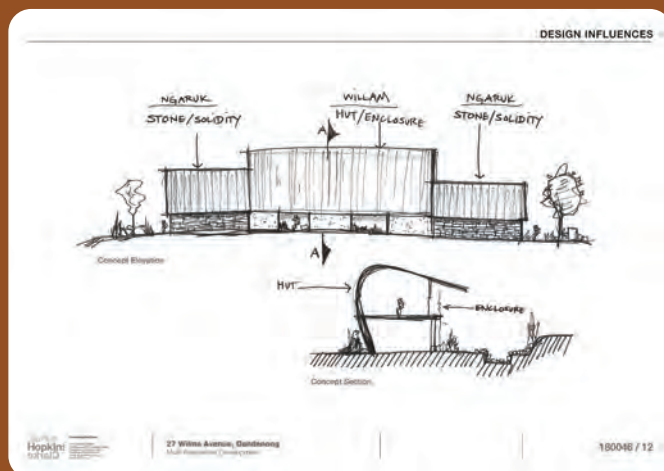 DESIGN INFLUENCES
NGARUK
STONE/SOLIDITY
WILLAM
HUT/ENCLOSURE
NGARUK
STONE/SOLIDITY
A
A
Concept Elevation
HUT
ENCLOSURE
Concept Section
Hopkins
27 Wilma Avenue, Dandenong
180046 / 12